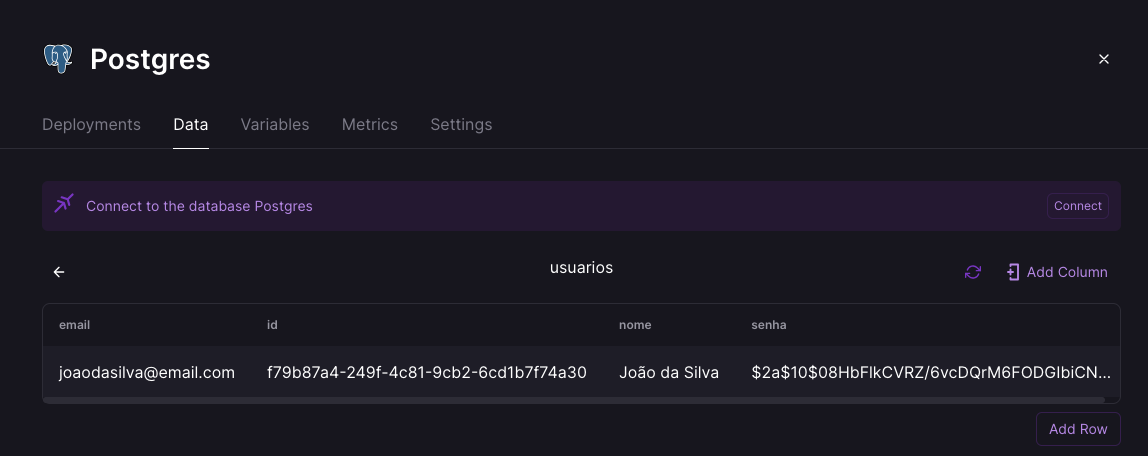 Postgres
Deployments Data Variables Metrics Settings
Connect to the database Postgres Connect
usuarios Add Column
email id nome senha
joaodasilva@email.com f79b87a4-249f-4c81-9cb2-6cd1b7f74a30 João da Silva $2a$10$08HbFlkCVRZ/6vcDQrM6FODGIbiCN...
Add Row